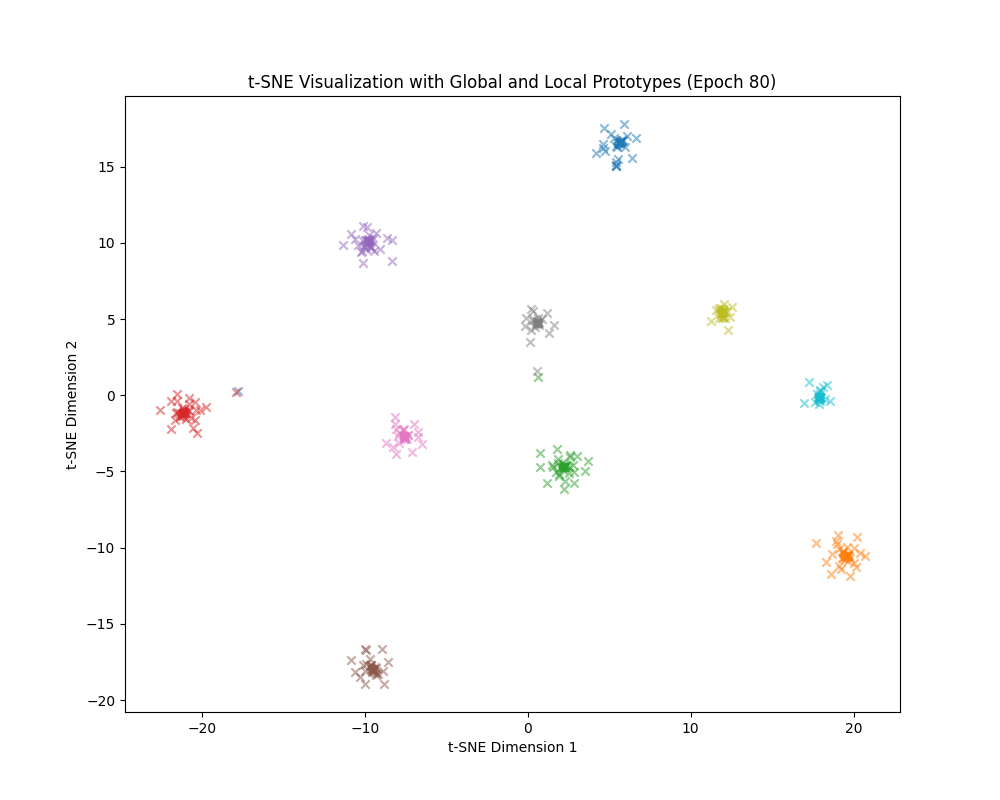 t-SNE Visualization with Global and Local Prototypes (Epoch 80)
t-SNE Dimension 2
15
10
5
0
−5
−10
−15
−20
−20 −10 0 10 20
t-SNE Dimension 1